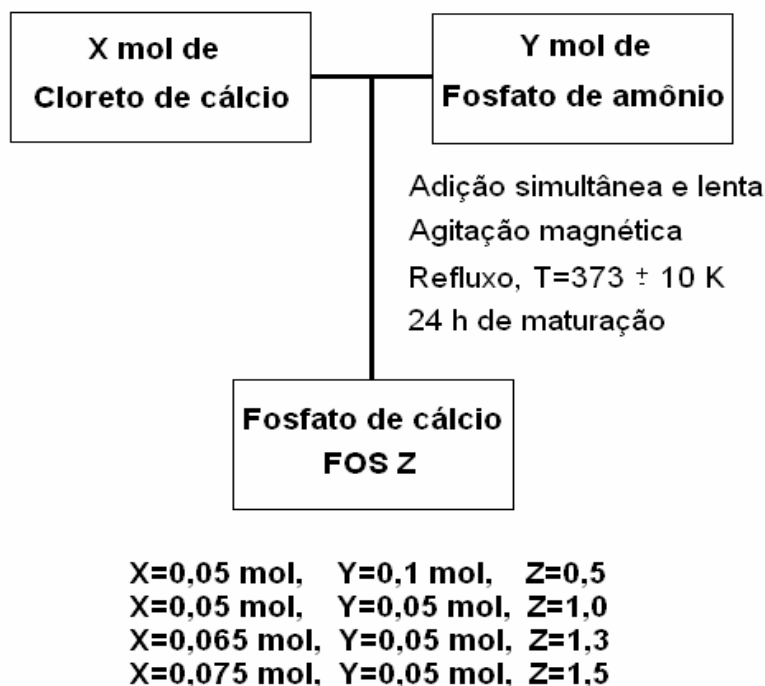 X mol de
Cloreto de cálcio
Y mol de
Fosfato de amônio
Adição simultânea e lenta
Agitação magnética
Refluxo, T=373 ± 10 K
24 h de maturação
Fosfato de cálcio
FOS Z
X=0,05 mol, Y=0,1 mol, Z=0,5
X=0,05 mol, Y=0,05 mol, Z=1,0
X=0,065 mol, Y=0,05 mol, Z=1,3
X=0,075 mol, Y=0,05 mol, Z=1,5